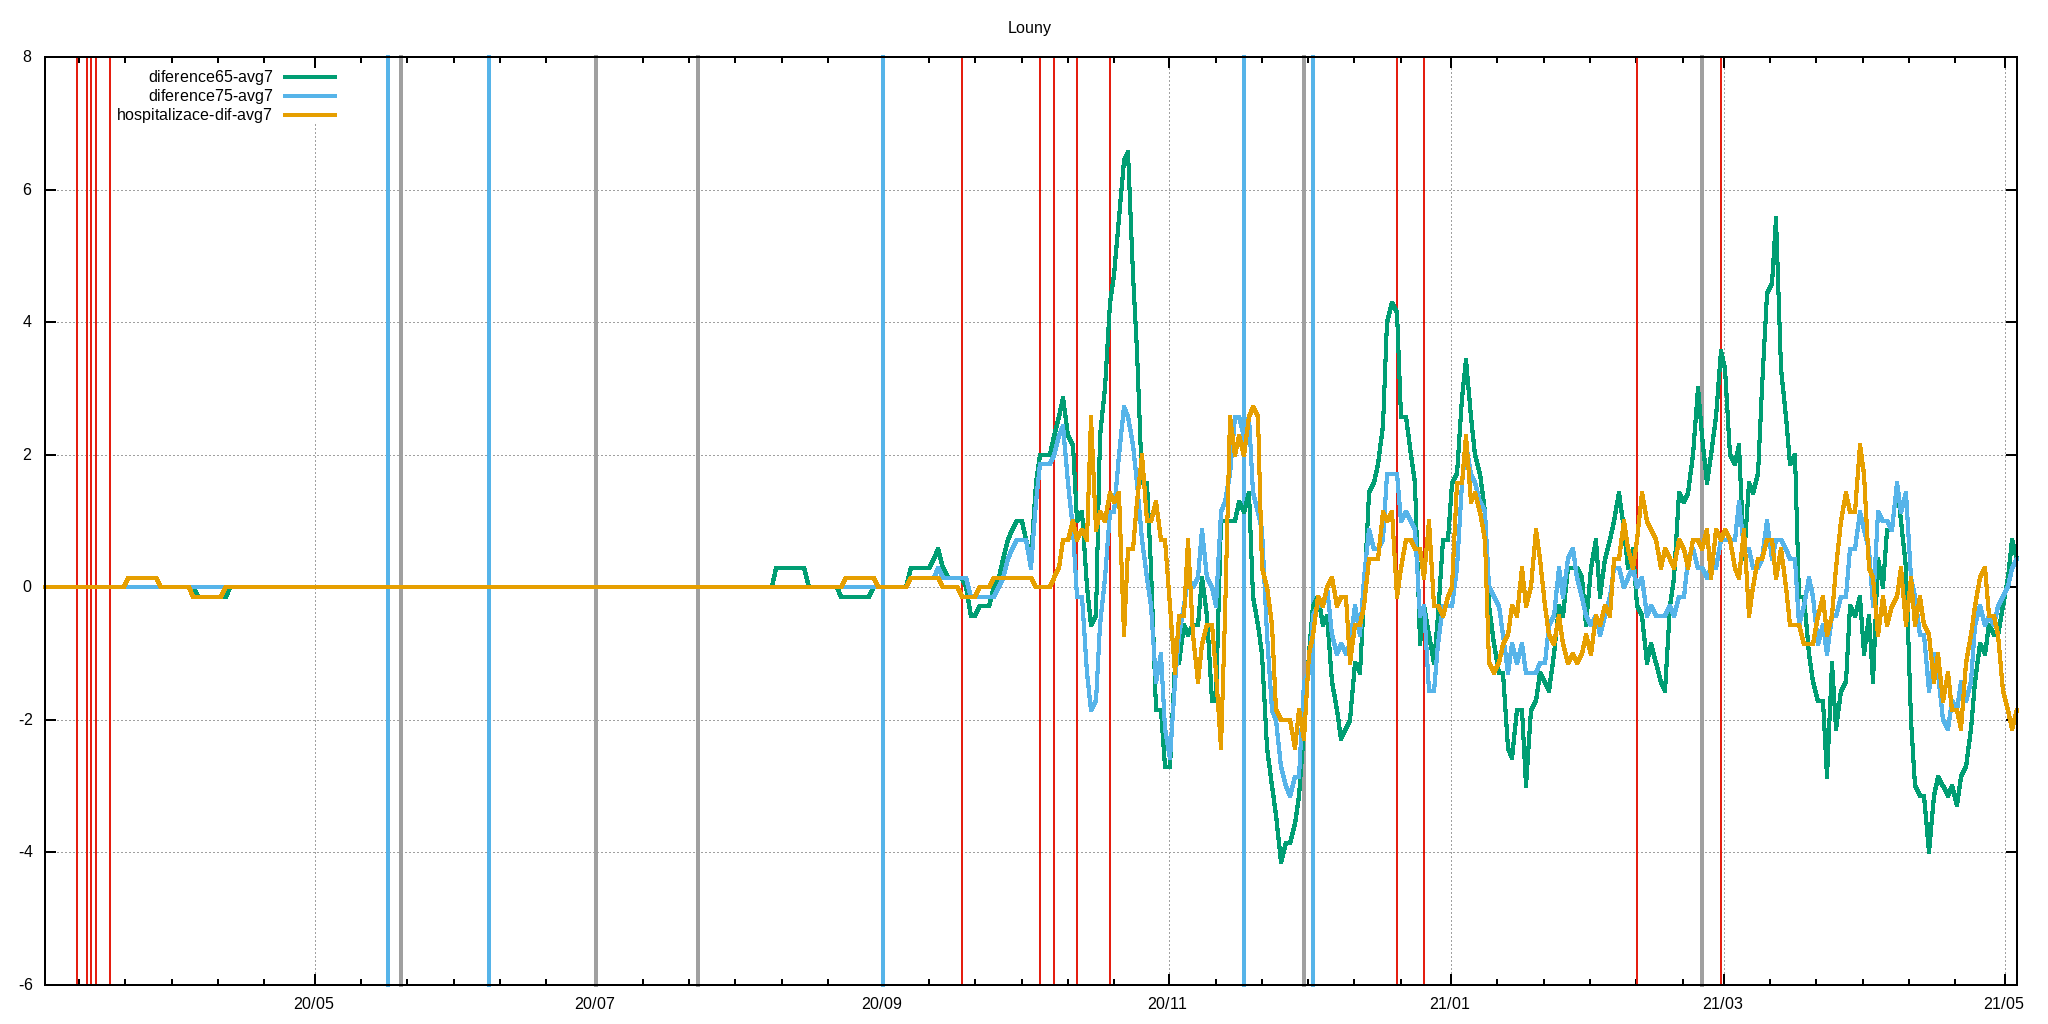 Louny
8
diference65-avg7
diference75-avg7
hospitalizace-dif-avg7
6
4
2
0
-2
-4
-6
20/05 20/07 20/09 20/11 21/01 21/03 21/05